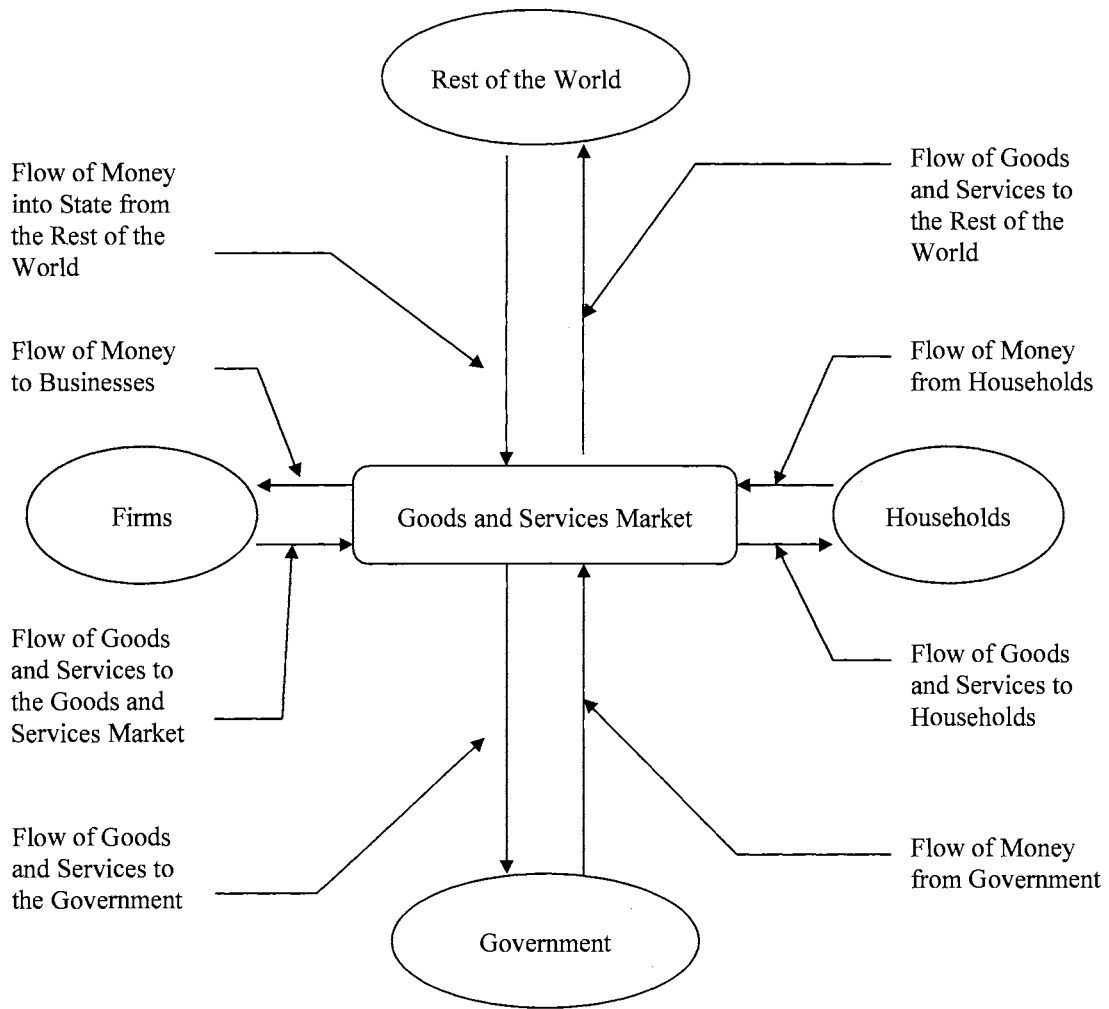 Rest of the World
Flow of Money
into State from
the Rest of the
World
Flow of Goods
and Services to
the Rest of the
World
Flow of Money
to Businesses
Flow of Money
from Households
Firms
Goods and Services Market
Households
Flow of Goods
and Services to
the Goods and
Services Market
Flow of Goods
and Services to
Households
Flow of Goods
and Services to
the Government
Flow of Money
from Government
Government